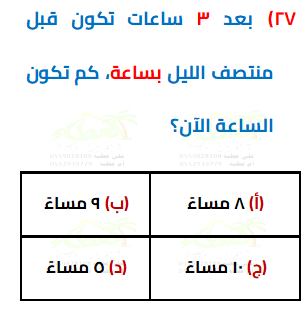 ٢٧) بعد ٣ ساعات تكون قبل
منتصف الليل بساعة، كم تكون
الساعة الآن؟
(أ) ٨ مساءً
(ب) ٩ مساءً
(ج) ١٠ مساءً
(د) ٥ مساءً